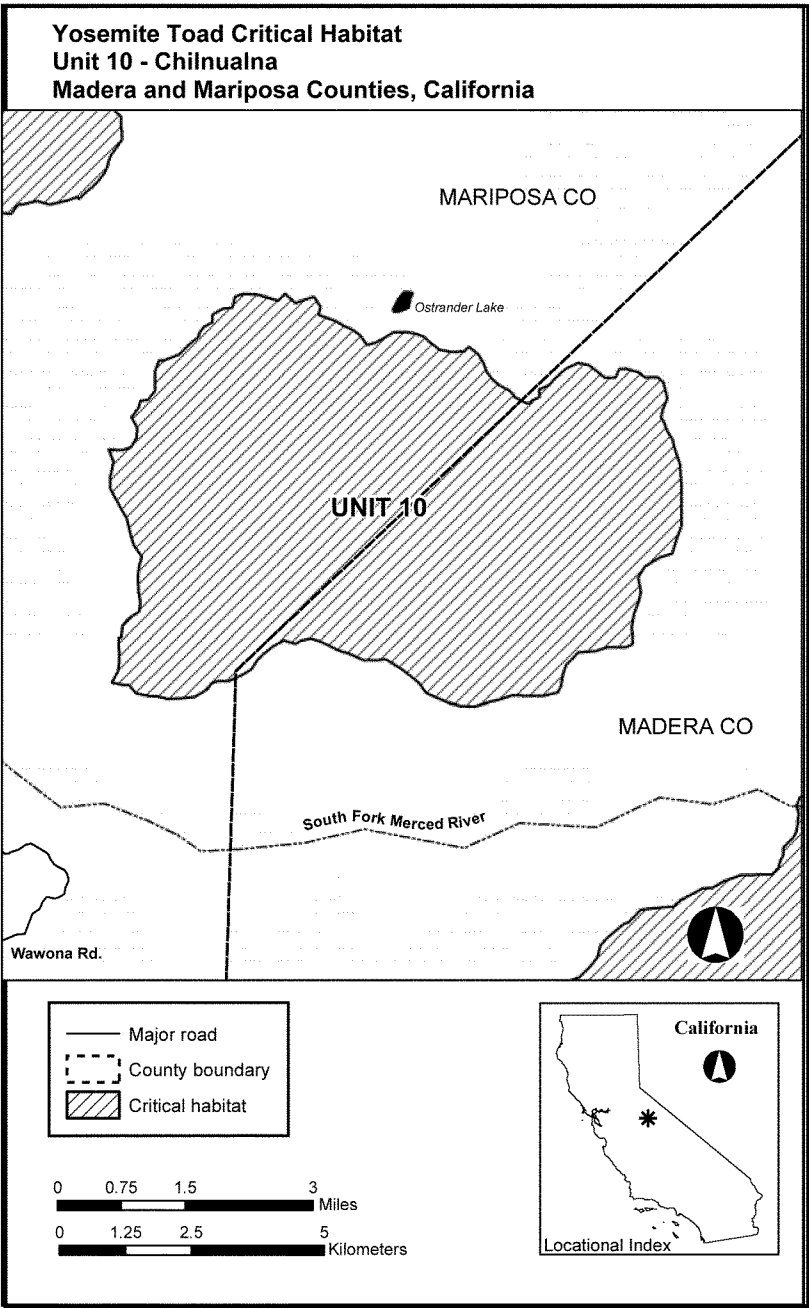 Yosemite Toad Critical Habitat
Unit 10 - Chilnualna
Madera and Mariposa Counties, California
MARIPOSA CO
Ostrander Lake
UNIT 10
MADERA CO
South Fork Merced River
Wawona Rd.
Major road
County boundary
Critical habitat
0 0.75 1.5 3
Miles
0 1.25 2.5 5
Kilometers
California
Locational Index